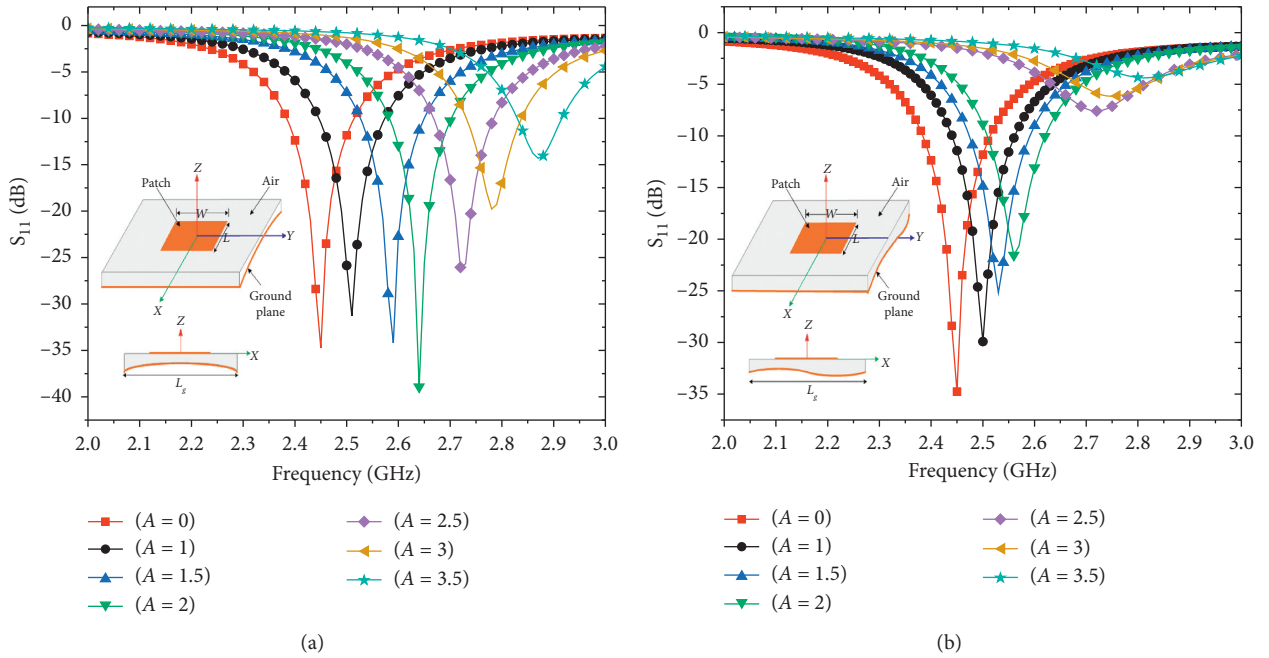 0
−5
−10
−15
−20
−25
−30
−35
−40
S11 (dB)
2.0 2.1 2.2 2.3 2.4 2.5 2.6 2.7 2.8 2.9 3.0
Frequency (GHz)
Z
Patch
Air
W
L
Y
X
Ground
plane
Z
X
Lg
(A = 0)
(A = 1)
(A = 1.5)
(A = 2)
(A = 2.5)
(A = 3)
(A = 3.5)
(a)
0
−5
−10
−15
−20
−25
−30
−35
S11 (dB)
2.0 2.1 2.2 2.3 2.4 2.5 2.6 2.7 2.8 2.9 3.0
Frequency (GHz)
Z
Patch
Air
W
L
Y
X
Ground
plane
Z
X
Lg
(A = 0)
(A = 1)
(A = 1.5)
(A = 2)
(A = 2.5)
(A = 3)
(A = 3.5)
(b)